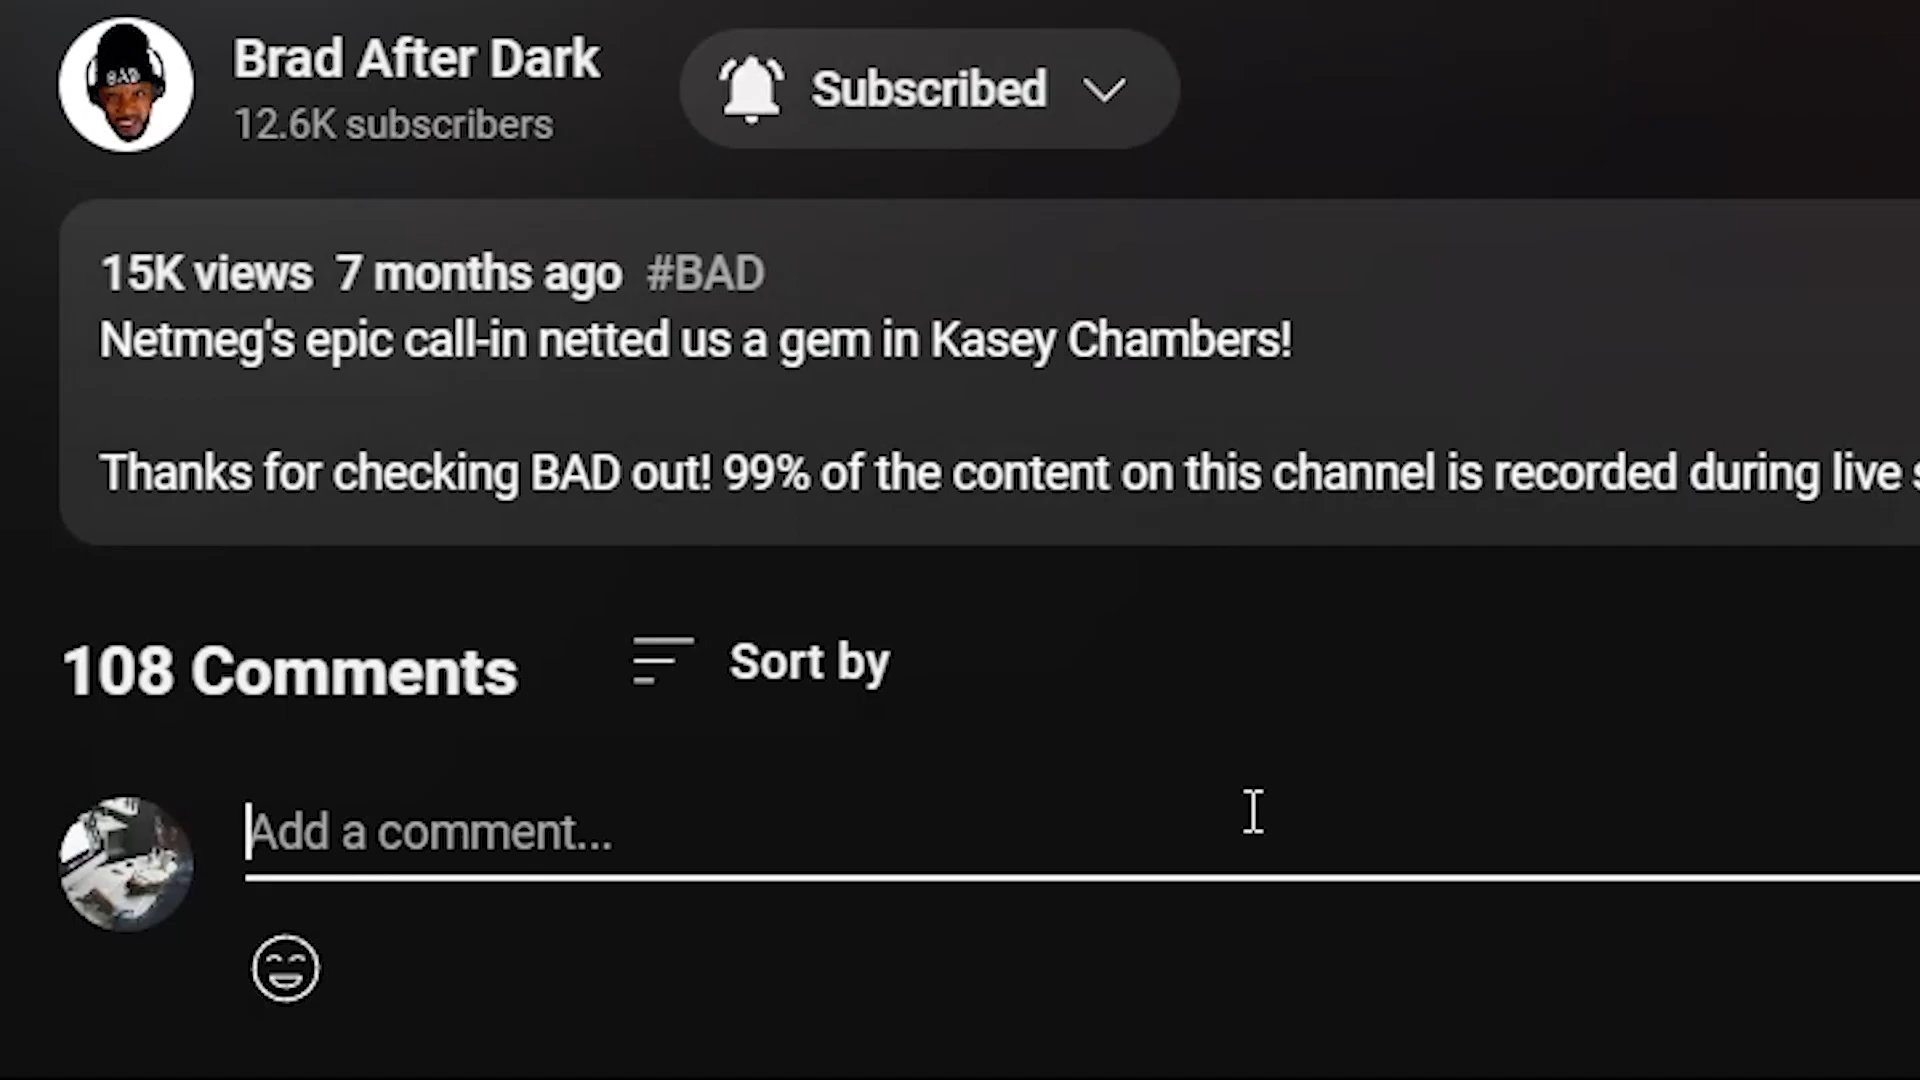 BAD
Brad After Dark
12.6K subscribers
Subscribed
15K views 7 months ago #BAD
Netmeg's epic call-in netted us a gem in Kasey Chambers!
Thanks for checking BAD out! 99% of the content on this channel is recorded during live
108 Comments
Sort by
Add a comment...